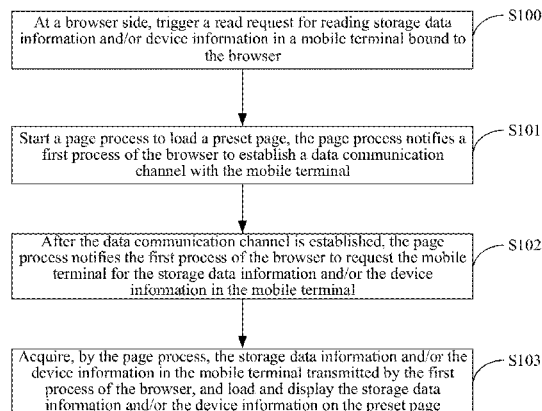 At a browser side, trigger a read request for reading storage data
information and/or device information in a mobile terminal bound to
the browser
S100
Start a page process to load a preset page, the page process notifies a
first process of the browser to establish a data communication
channel with the mobile terminal
S101
After the data communication channel is established, the page
process notifies the first process of the browser to request the mobile
terminal for the storage data information and/or the device
information in the mobile terminal
S102
Acquire, by the page process, the storage data information and/or the
device information in the mobile terminal transmitted by the first
process of the browser, and load and display the storage data
information and/or the device information on the preset page
S103